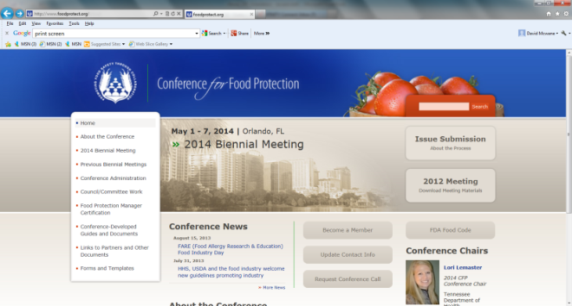 http://www.foodprotect.org/
foodprotect.org
File Edit View Favorites Tools Help
Google print screen Search Share More
MSN (2) MSN (2) MSN Suggested Sites Web Slice Gallery
Conference for Food Protection
Search
Home
About the Conference
2014 Biennial Meeting
Previous Biennial Meetings
Conference Administration
Council/Committee Work
Food Protection Manager
Certification
Conference-Developed
Guides and Documents
Links to Partners and Other
Documents
Forms and Templates
May 1 - 7, 2014 | Orlando, FL
» 2014 Biennial Meeting
Issue Submission
About the Process
2012 Meeting
Download Meeting Materials
Conference News
August 15, 2013
FARE (Food Allergy Research & Education)
Food Industry Day
July 12, 2013
HHS, USDA and the food industry welcome
new guidelines promoting industry
» More News
About the Conference
Become a Member
Update Contact Info
Request Conference Call
FDA Food Code
Conference Chairs
Lori Lemaster
2014 CFP
Conference Chair
Tennessee
Department of
Health